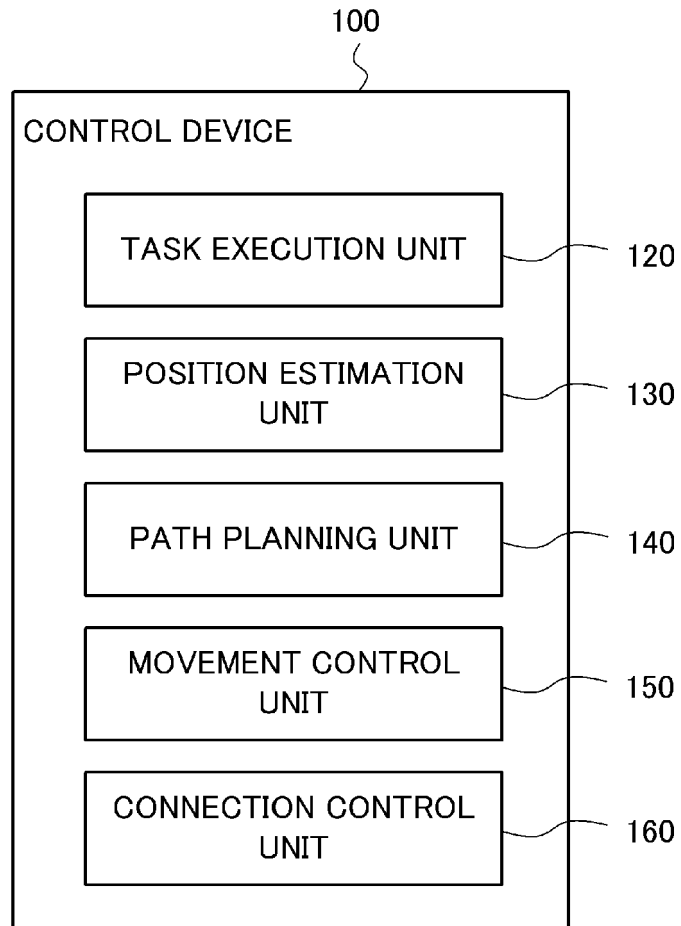 100
CONTROL DEVICE
TASK EXECUTION UNIT
120
POSITION ESTIMATION
UNIT
130
PATH PLANNING UNIT
140
MOVEMENT CONTROL
UNIT
150
CONNECTION CONTROL
UNIT
160